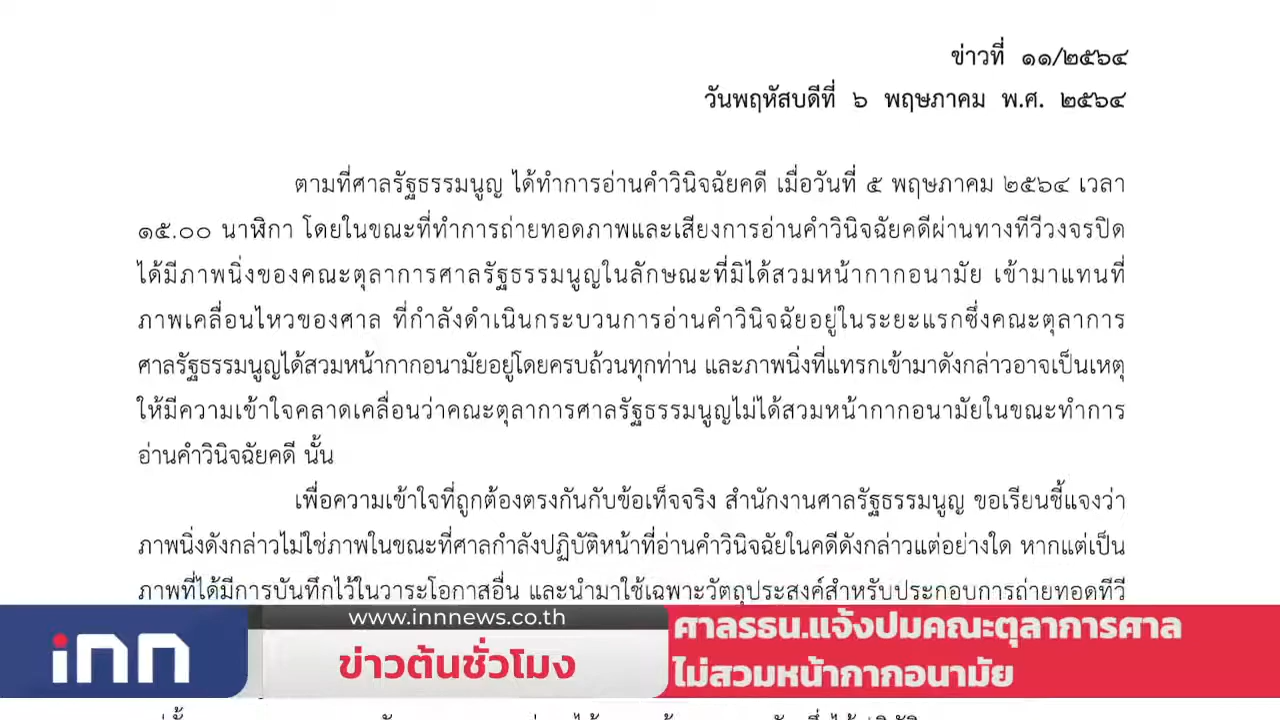 ข่าวที่ ๑๑/๒๕๖๔
วันพฤหัสบดีที่ ๖ พฤษภาคม พ.ศ. ๒๕๖๔
ตามที่ศาลรัฐธรรมนูญ ได้ทำการอ่านคำวินิจฉัยคดี เมื่อวันที่ ๕ พฤษภาคม ๒๕๖๔ เวลา
๑๕.๐๐ นาฬิกา โดยในขณะที่ทำการถ่ายทอดภาพและเสียงการอ่านคำวินิจฉัยคดีผ่านทางทีวีวงจรปิด
ได้มีภาพนิ่งของคณะตุลาการศาลรัฐธรรมนูญในลักษณะที่มิได้สวมหน้ากากอนามัย เข้ามาแทนที่
ภาพเคลื่อนไหวของศาล ที่กำลังดำเนินกระบวนการอ่านคำวินิจฉัยอยู่ในระยะแรกซึ่งคณะตุลาการ
ศาลรัฐธรรมนูญได้สวมหน้ากากอนามัยอยู่โดยครบถ้วนทุกท่าน และภาพนิ่งที่แทรกเข้ามาดังกล่าวอาจเป็นเหตุ
ให้มีความเข้าใจคลาดเคลื่อนว่าคณะตุลาการศาลรัฐธรรมนูญไม่ได้สวมหน้ากากอนามัยในขณะทำการ
อ่านคำวินิจฉัยคดี นั้น
เพื่อความเข้าใจที่ถูกต้องตรงกันกับข้อเท็จจริง สำนักงานศาลรัฐธรรมนูญ ขอเรียนชี้แจงว่า
ภาพนิ่งดังกล่าวไม่ใช่ภาพในขณะที่ศาลกำลังปฏิบัติหน้าที่อ่านคำวินิจฉัยในคดีดังกล่าวแต่อย่างใด หากแต่เป็น
ภาพที่ได้มีการบันทึกไว้ในวาระโอกาสอื่น และนำมาใช้เฉพาะวัตถุประสงค์สำหรับประกอบการถ่ายทอดทีวี
www.innnews.co.th
inn
ข่าวต้นชั่วโมง
ศาลรธน.แจ้งปมคณะตุลาการศาล
ไม่สวมหน้ากากอนามัย